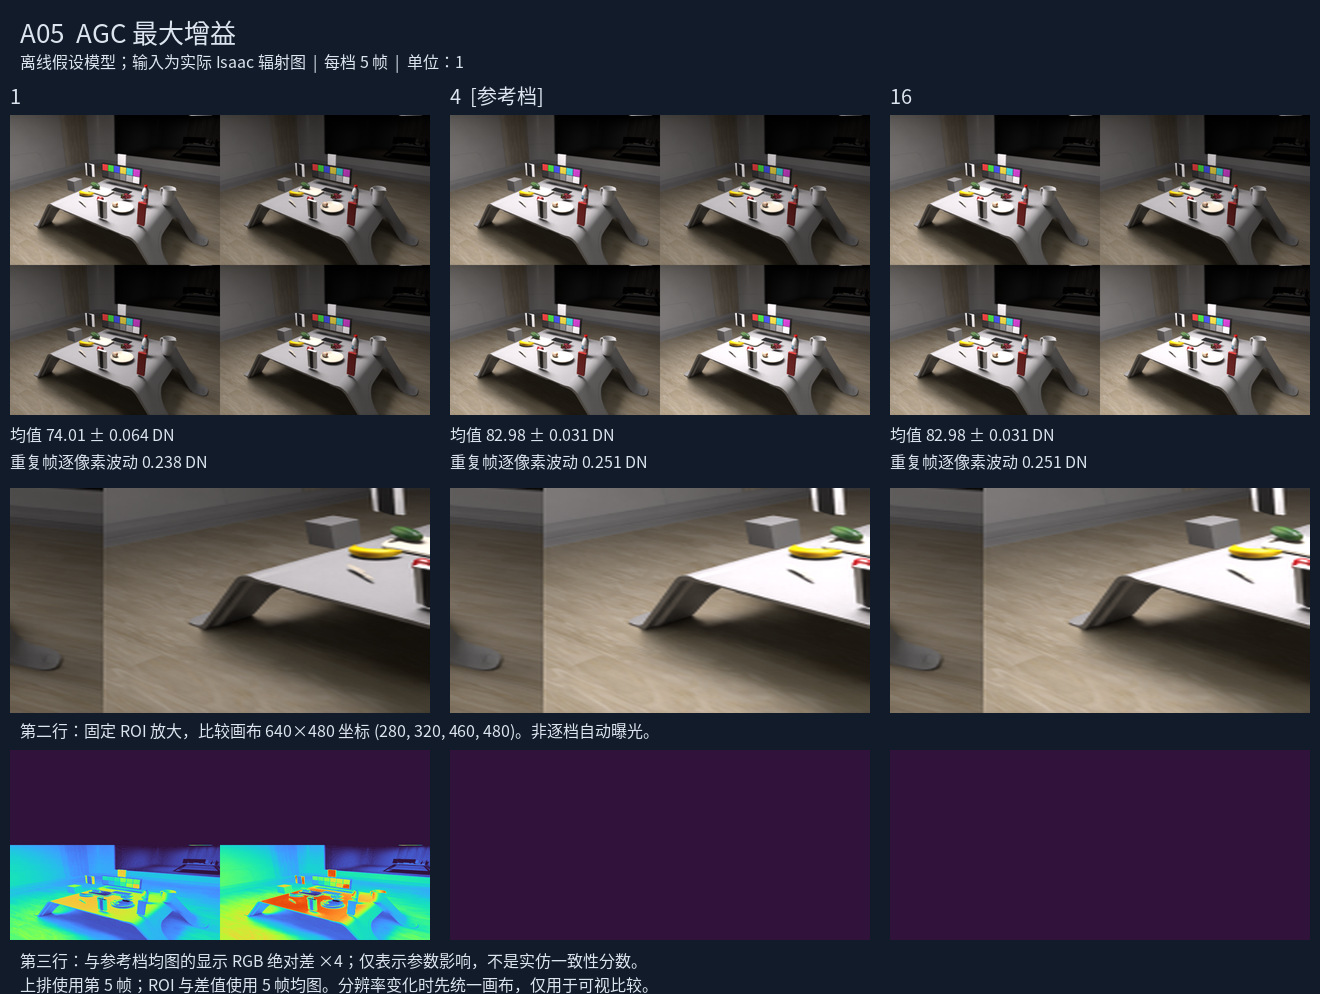 A05 AGC 最大增益
离线假设模型；输入为实际 Isaac 辐射图 | 每档 5 帧 | 单位：1
1
4 [参考档]
16
均值 74.01 ± 0.064 DN
重复帧逐像素波动 0.238 DN
均值 82.98 ± 0.031 DN
重复帧逐像素波动 0.251 DN
均值 82.98 ± 0.031 DN
重复帧逐像素波动 0.251 DN
第二行：固定 ROI 放大，比较画布 640×480 坐标 (280, 320, 460, 480)。非逐档自动曝光。
第三行：与参考档均图的显示 RGB 绝对差 ×4；仅表示参数影响，不是实仿一致性分数。
上排使用第 5 帧；ROI 与差值使用 5 帧均图。分辨率变化时先统一画布，仅用于可视比较。